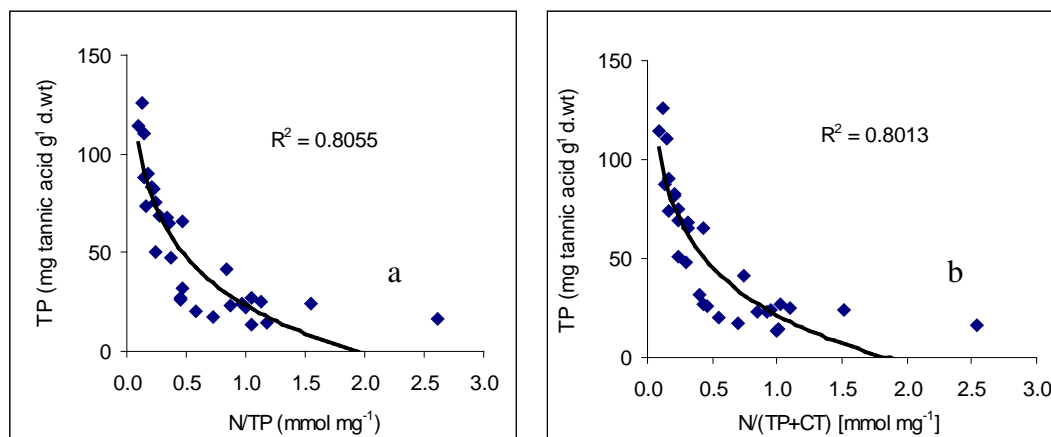 150
100
50
0
TP (mg tannic acid g¹ d.wt)
R² = 0.8055
a
0.0 0.5 1.0 1.5 2.0 2.5 3.0
N/TP (mmol mg⁻¹)
150
100
50
0
TP (mg tannic acid g¹ d.wt)
R² = 0.8013
b
0.0 0.5 1.0 1.5 2.0 2.5 3.0
N/(TP+CT) [mmol mg⁻¹]